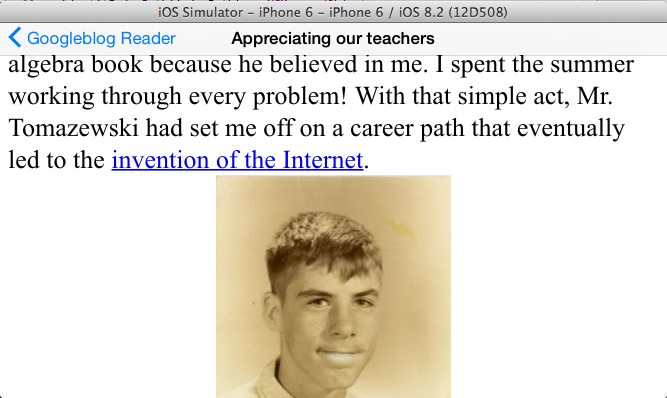 iOS Simulator – iPhone 6 – iPhone 6 / iOS 8.2 (12D508)
Googleblog Reader Appreciating our teachers
algebra book because he believed in me. I spent the summer
working through every problem! With that simple act, Mr.
Tomazewski had set me off on a career path that eventually
led to the invention of the Internet.